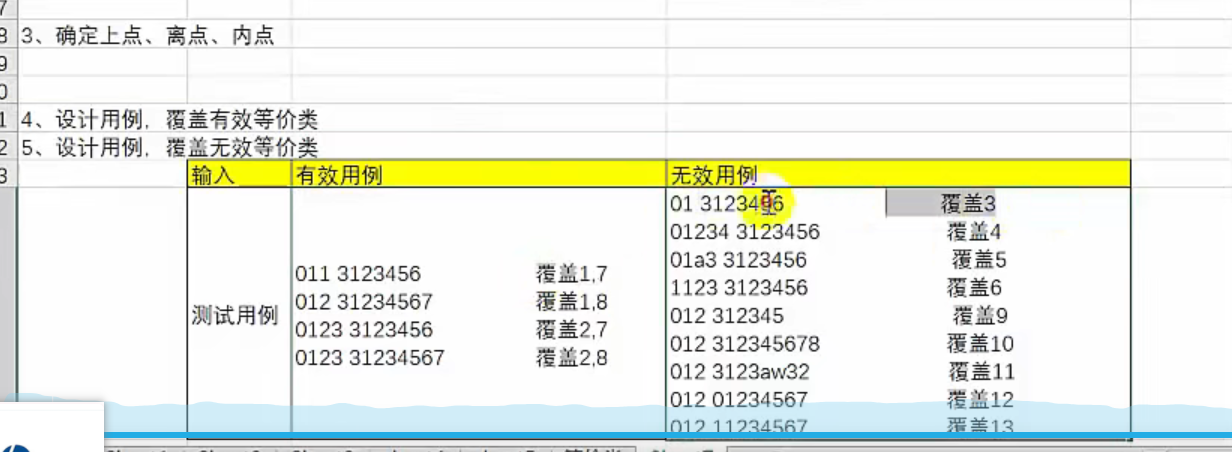 3、确定上点、离点、内点
4、设计用例，覆盖有效等价类
5、设计用例，覆盖无效等价类
输入 有效用例 无效用例
测试用例
011 3123456 覆盖1,7
012 31234567 覆盖1,8
0123 3123456 覆盖2,7
0123 31234567 覆盖2,8
01 3123496 覆盖3
01234 3123456 覆盖4
01a3 3123456 覆盖5
1123 3123456 覆盖6
012 312345 覆盖9
012 312345678 覆盖10
012 3123aw32 覆盖11
012 01234567 覆盖12
012 11234567 覆盖13